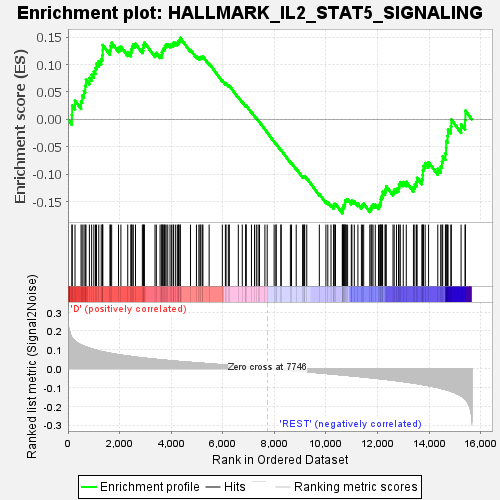 Enrichment plot: HALLMARK_IL2_STAT5_SIGNALING
Enrichment score (ES)
0.15
0.10
0.05
0.00
-0.05
-0.10
-0.15
'D' (positively correlated)
Ranked list metric (Signal2Noise)
0.3
0.2
0.1
0.0
-0.1
-0.2
-0.3
Zero cross at 7746
'REST' (negatively correlated)
0
2,000
4,000
6,000
8,000
10,000
12,000
14,000
16,000
Rank in Ordered Dataset
Enrichment profile
Hits
Ranking metric scores